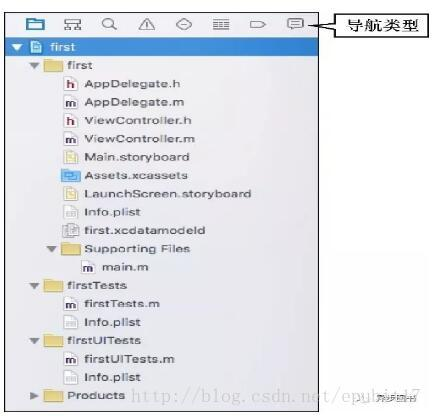 导航类型
first
first
h AppDelegate.h
m AppDelegate.m
h ViewController.h
m ViewController.m
Main.storyboard
Assets.xcassets
LaunchScreen.storyboard
Info.plist
first.xcdatamodeld
Supporting Files
m main.m
firstTests
m firstTests.m
Info.plist
firstUITests
m firstUITests.m
Info.plist
Products
http://blog.csdn.net/epubit17
异步图书